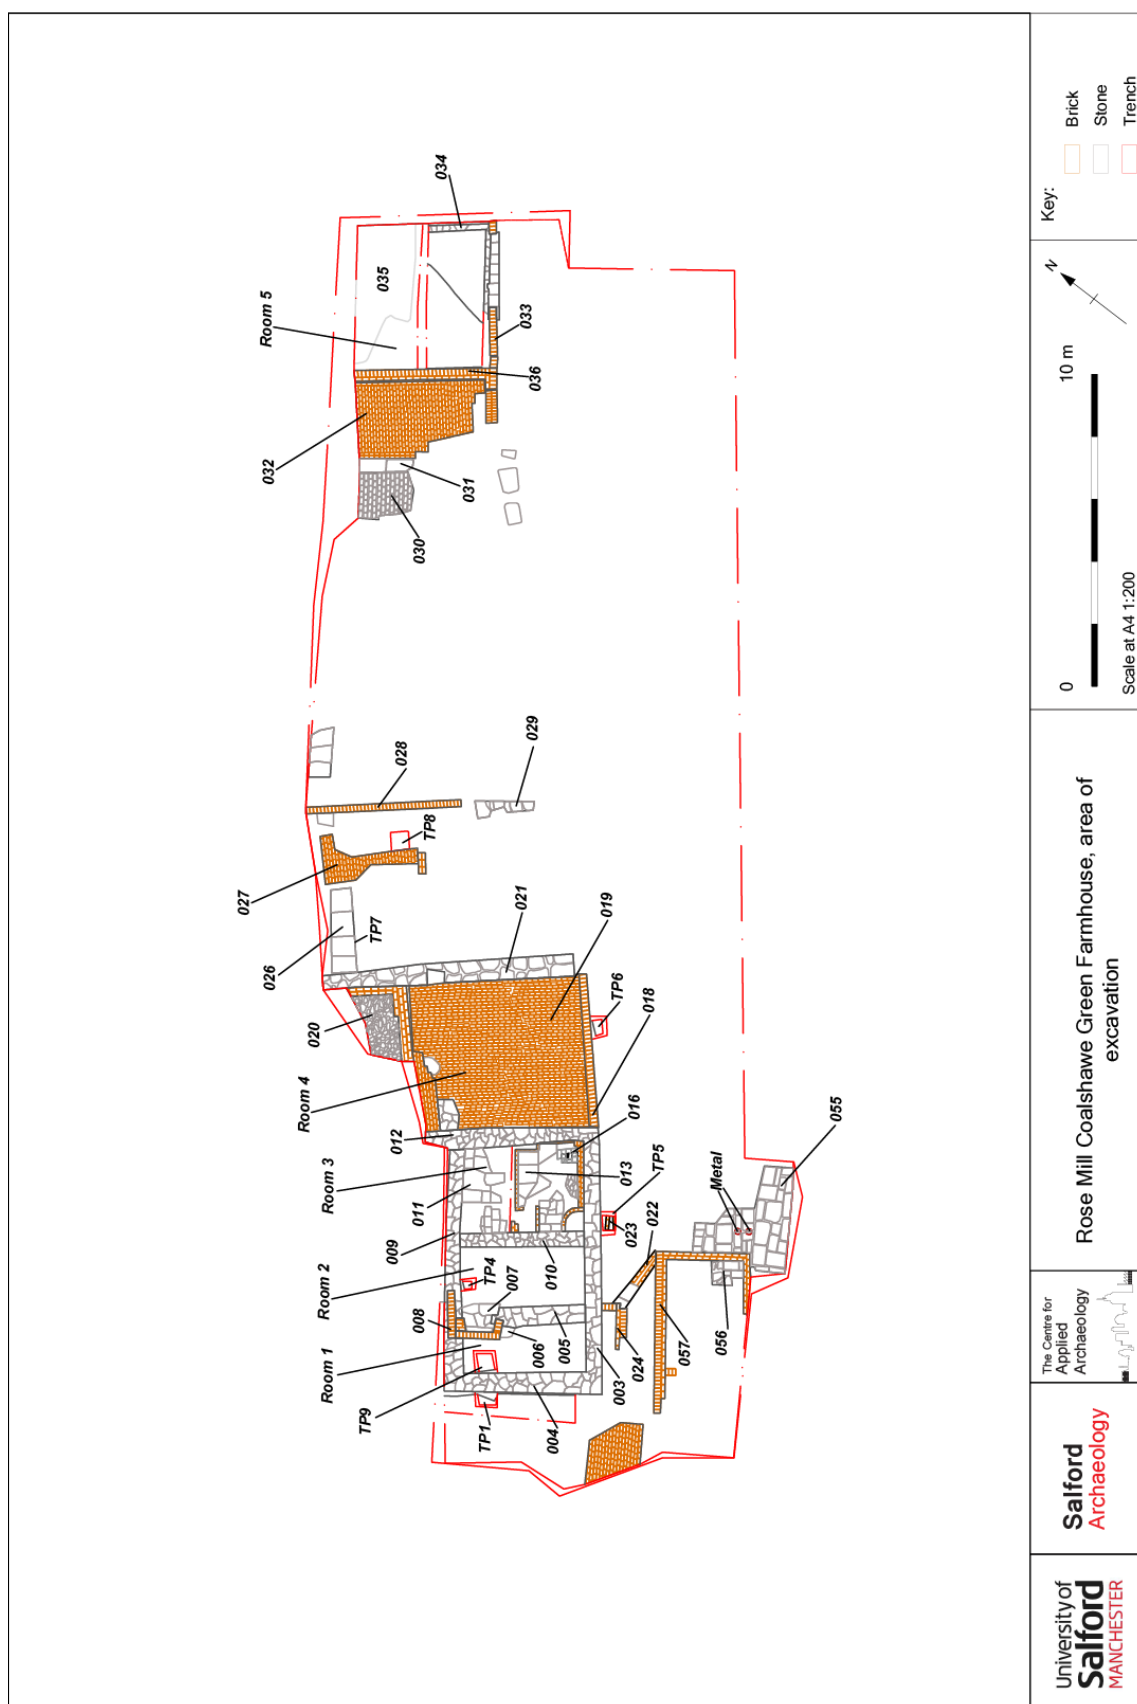 Room 1
Room 2
Room 3
Room 4
Room 5
TP9
TP1
004
003
008
006
005
007
TP4
009
010
011
012
013
016
TP5
023
022
024
057
056
Metal
055
018
TP6
019
020
021
026
TP7
027
TP8
028
029
030
031
032
036
033
035
034
University of
Salford
MANCHESTER
Salford
Archaeology
The Centre for
Applied
Archaeology
Rose Mill Coalshawe Green Farmhouse, area of
excavation
0
10 m
Scale at A4 1:200
N
Key:
Brick
Stone
Trench